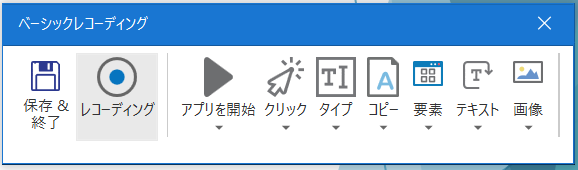 ベーシックレコーディング
保存 &
終了
レコーディング
アプリを開始
クリック
タイプ
コピー
要素
テキスト
画像